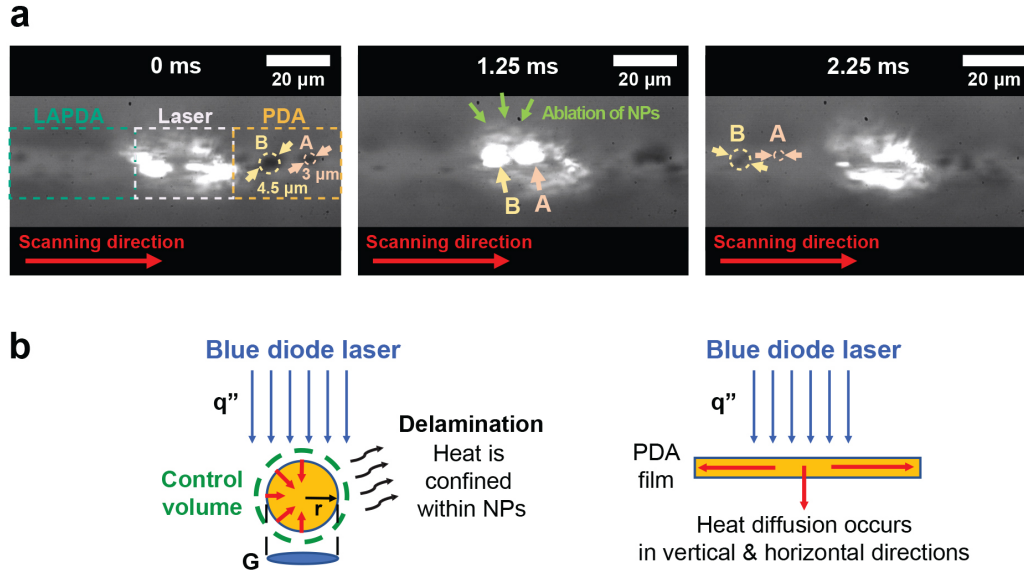 a
0 ms
20 μm
LAPDA
Laser
PDA
B
A
4.5 μm
3 μm
Scanning direction
1.25 ms
20 μm
Ablation of NPs
B
A
Scanning direction
2.25 ms
20 μm
B
A
Scanning direction
b
Blue diode laser
q”
Delamination
Heat is
confined
within NPs
Control
volume
r
G
Blue diode laser
q”
PDA
film
Heat diffusion occurs
in vertical & horizontal directions